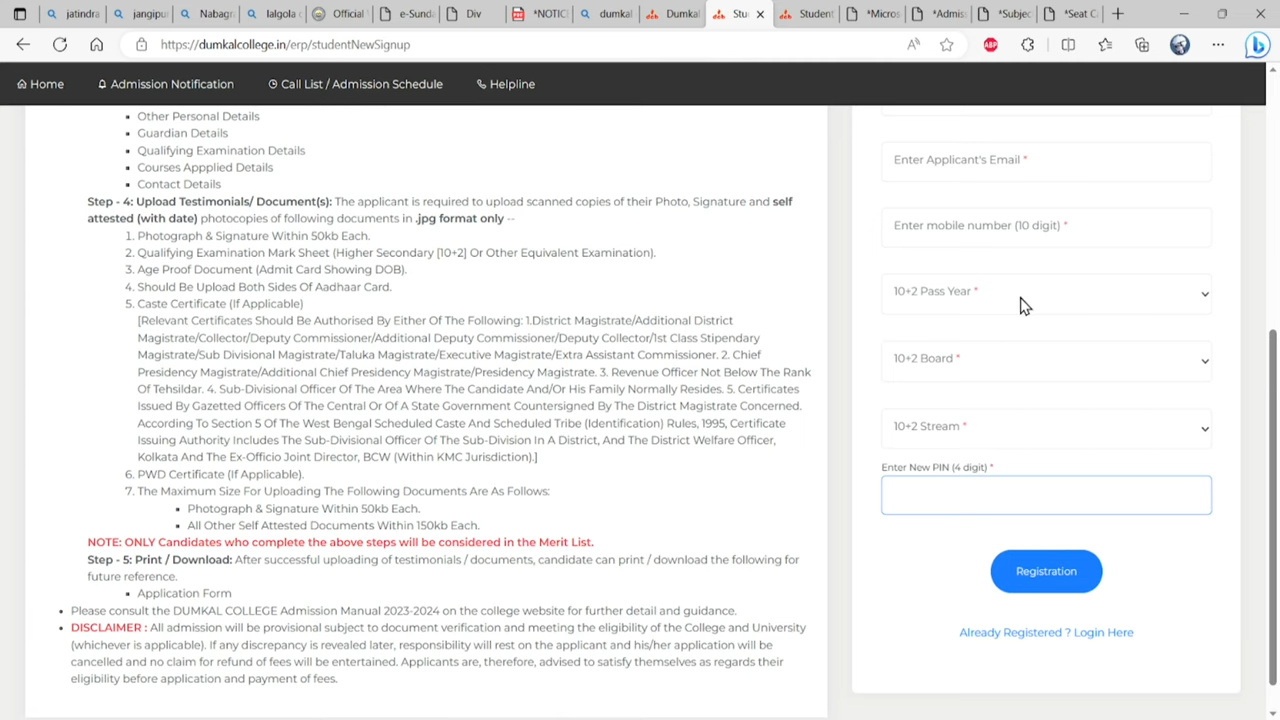 jatindra
jangipu
Nabagra
lalgola c
Official
e-Sunda
Div
*NOTIC
dumkal
Dumkal
Stu
Student
*Micros
*Admis
*Subjec
*Seat C
https://dumkalcollege.in/erp/studentNewSignup
Home
Admission Notification
Call List / Admission Schedule
Helpline
▪ Other Personal Details
▪ Guardian Details
▪ Qualifying Examination Details
▪ Courses Appplied Details
▪ Contact Details
Step - 4: Upload Testimonials/ Document(s): The applicant is required to upload scanned copies of their Photo, Signature and self
attested (with date) photocopies of following documents in .jpg format only --
1. Photograph & Signature Within 50kb Each.
2. Qualifying Examination Mark Sheet (Higher Secondary [10+2] Or Other Equivalent Examination).
3. Age Proof Document (Admit Card Showing DOB).
4. Should Be Upload Both Sides Of Aadhaar Card.
5. Caste Certificate (If Applicable)
[Relevant Certificates Should Be Authorised By Either Of The Following: 1.District Magistrate/Additional District
Magistrate/Collector/Deputy Commissioner/Additional Deputy Commissioner/Deputy Collector/1st Class Stipendary
Magistrate/Sub Divisional Magistrate/Taluka Magistrate/Executive Magistrate/Extra Assistant Commissioner. 2. Chief
Presidency Magistrate/Additional Chief Presidency Magistrate/Presidency Magistrate. 3. Revenue Officer Not Below The Rank
Of Tehsildar. 4. Sub-Divisional Officer Of The Area Where The Candidate And/Or His Family Normally Resides. 5. Certificates
Issued By Gazetted Officers Of The Central Or Of A State Government Countersigned By The District Magistrate Concerned.
According To Section 5 Of The West Bengal Scheduled Caste And Scheduled Tribe (Identification) Rules, 1995, Certificate
Issuing Authority Includes The Sub-Divisional Officer Of The Sub-Division In A District, And The District Welfare Officer,
Kolkata And The Ex-Officio Joint Director, BCW (Within KMC Jurisdiction).]
6. PWD Certificate (If Applicable).
7. The Maximum Size For Uploading The Following Documents Are As Follows:
▪ Photograph & Signature Within 50kb Each.
▪ All Other Self Attested Documents Within 150kb Each.
NOTE: ONLY Candidates who complete the above steps will be considered in the Merit List.
Step - 5: Print / Download: After successful uploading of testimonials / documents, candidate can print / download the following for
future reference.
▪ Application Form
• Please consult the DUMKAL COLLEGE Admission Manual 2023-2024 on the college website for further detail and guidance.
• DISCLAIMER : All admission will be provisional subject to document verification and meeting the eligibility of the College and University
(whichever is applicable). If any discrepancy is revealed later, responsibility will rest on the applicant and his/her application will be
cancelled and no claim for refund of fees will be entertained. Applicants are, therefore, advised to satisfy themselves as regards their
eligibility before application and payment of fees.
Enter Applicant's Email *
Enter mobile number (10 digit) *
10+2 Pass Year *
10+2 Board *
10+2 Stream *
Enter New PIN (4 digit) *
Registration
Already Registered ? Login Here